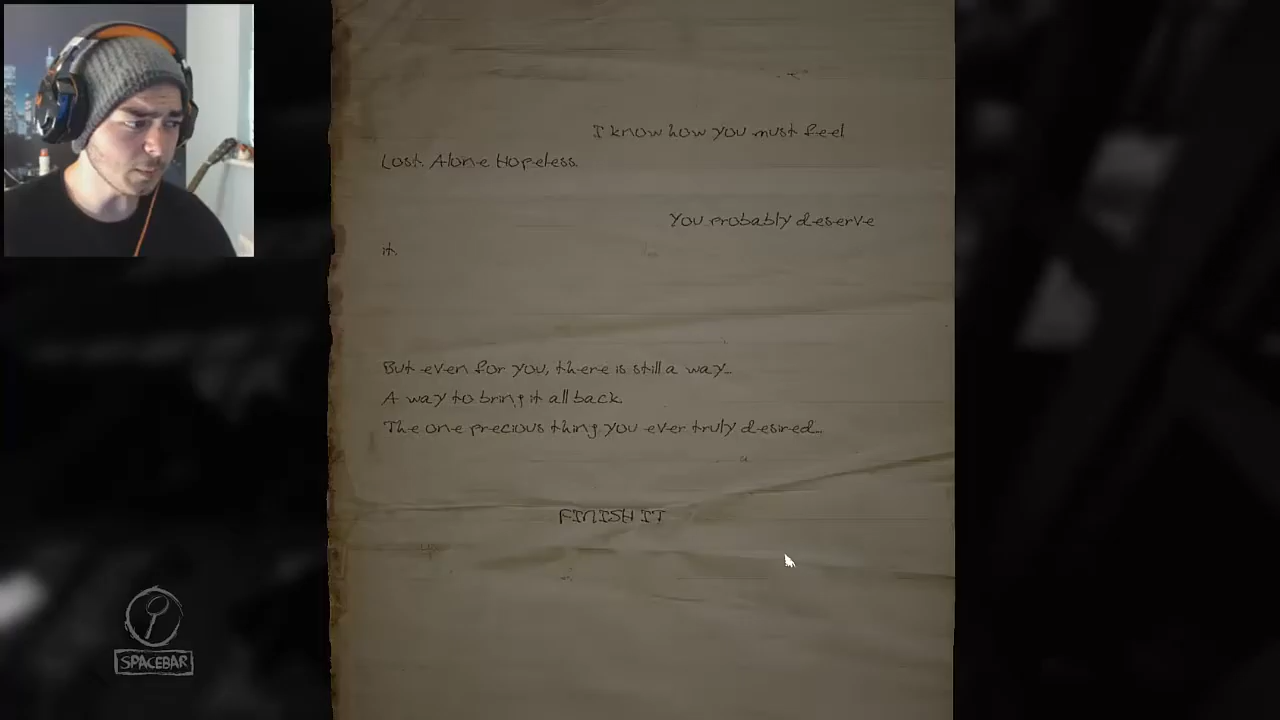 I know how you must feel
Lost. Alone. Hopeless.
You probably deserve
it.
But even for you, there is still a way...
A way to bring it all back.
The one precious thing you ever truly desired...
FINISH IT
SPACEBAR